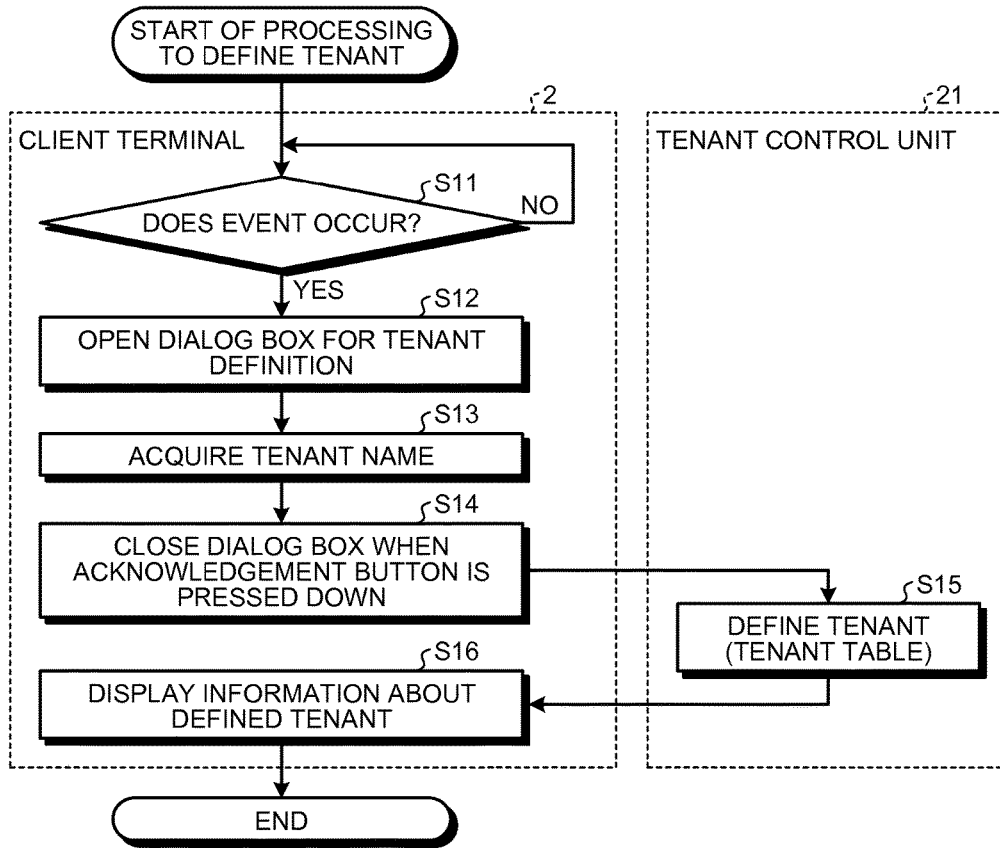 START OF PROCESSING
TO DEFINE TENANT
2
21
CLIENT TERMINAL
TENANT CONTROL UNIT
S11
DOES EVENT OCCUR?
NO
YES
S12
OPEN DIALOG BOX FOR TENANT
DEFINITION
S13
ACQUIRE TENANT NAME
S14
CLOSE DIALOG BOX WHEN
ACKNOWLEDGEMENT BUTTON IS
PRESSED DOWN
S15
DEFINE TENANT
(TENANT TABLE)
S16
DISPLAY INFORMATION ABOUT
DEFINED TENANT
END